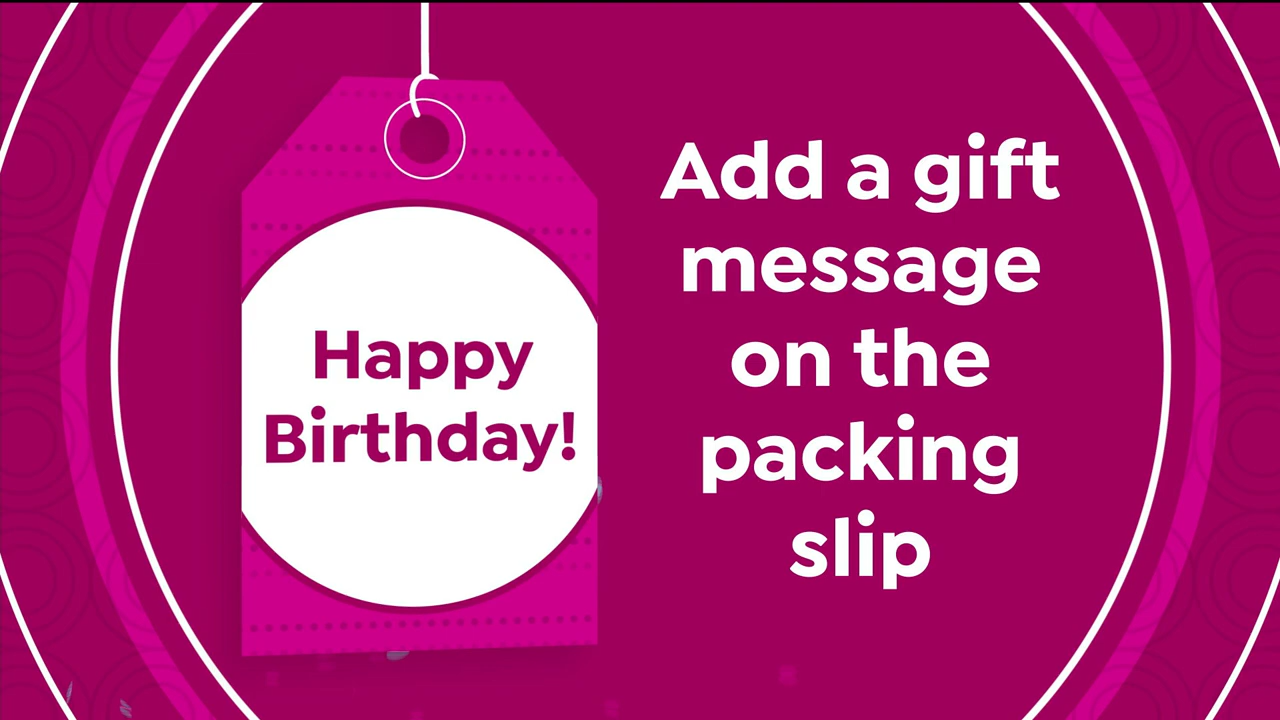 Happy
Birthday!
Add a gift
message
on the
packing
slip